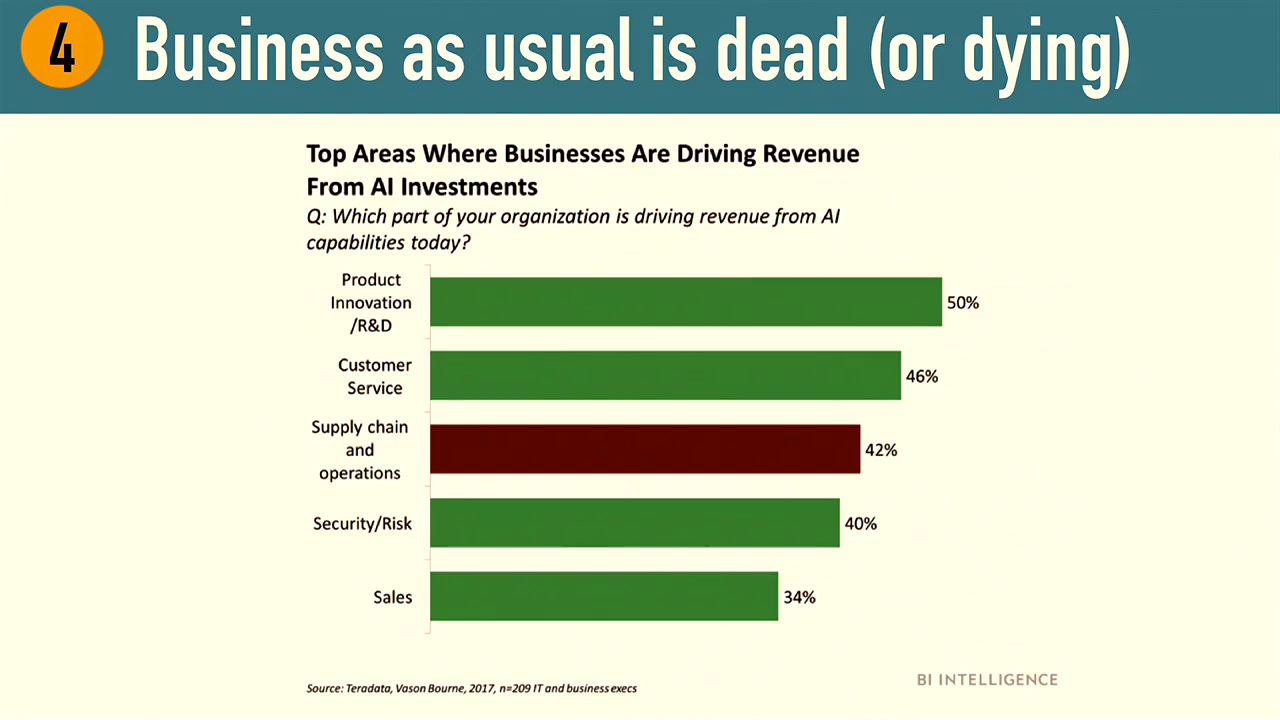 4
Business as usual is dead (or dying)
Top Areas Where Businesses Are Driving Revenue
From AI Investments
Q: Which part of your organization is driving revenue from AI
capabilities today?
Product
Innovation
/R&D
50%
Customer
Service
46%
Supply chain
and
operations
42%
Security/Risk
40%
Sales
34%
Source: Teradata, Vason Bourne, 2017, n=209 IT and business execs
BI INTELLIGENCE